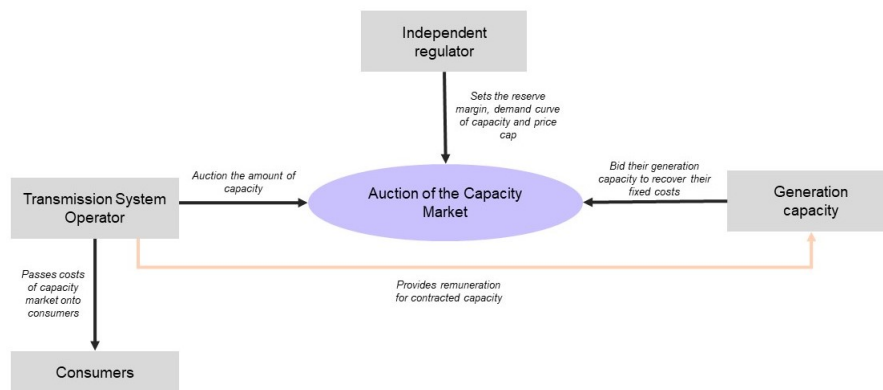 Independent
regulator
Sets the reserve
margin, demand curve
of capacity and price
cap
Auction the amount of
capacity
Bid their generation
capacity to recover their
fixed costs
Transmission System
Operator
Auction of the Capacity
Market
Generation
capacity
Passes costs
of capacity
market onto
consumers
Provides remuneration
for contracted capacity
Consumers